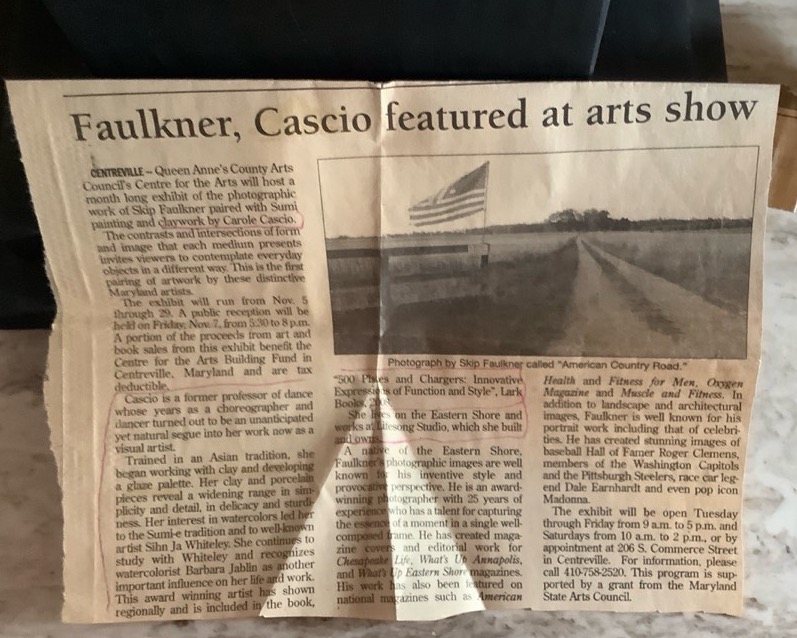 Faulkner, Cascio featured at arts show
CENTREVILLE – Queen Anne's County Arts
Council's Centre for the Arts will host a
month long exhibit of the photographic
work of Skip Faulkner paired with Sumi
painting and claywork by Carole Cascio.
The contrasts and intersections of form
and image that each medium presents
invites viewers to contemplate everyday
objects in a different way. This is the first
pairing of artwork by these distinctive
Maryland artists.
The exhibit will run from Nov. 5
through 29. A public reception will be
held on Friday, Nov. 7, from 5:30 to 8 p.m.
A portion of the proceeds from art and
book sales from this exhibit benefit the
Centre for the Arts Building Fund in
Centreville, Maryland and are tax
deductible.
Cascio is a former professor of dance
whose years as a choreographer and
dancer turned out to be an unanticipated
yet natural segue into her work now as a
visual artist.
Trained in an Asian tradition, she
began working with clay and developing
a glaze palette. Her clay and porcelain
pieces reveal a widening range in sim-
plicity and detail, in delicacy and sturdi-
ness. Her interest in watercolors led her
to the Sumi-e tradition and to well-known
artist Sihn Ja Whiteley. She continues to
study with Whiteley and recognizes
watercolorist Barbara Jablin as another
important influence on her life and work.
This award winning artist has shown
regionally and is included in the book,
Photograph by Skip Faulkner called "American Country Road."
"500 Plates and Chargers: Innovative
Expressions of Function and Style", Lark
Books,
She lives on the Eastern Shore and
works at Lifesong Studio, which she built
and owns.
A native of the Eastern Shore,
Faulkner's photographic images are well
known for his inventive style and
provocative perspective. He is an award-
winning photographer with 25 years of
experience who has a talent for capturing
the essence of a moment in a single well-
composed frame. He has created maga-
zine covers and editorial work for
Chesapeake Life, What's Up Annapolis,
and What's Up Eastern Shore magazines.
His work has also been featured on
national magazines such as American
Health and Fitness for Men, Oxygen
Magazine and Muscle and Fitness. In
addition to landscape and architectural
images, Faulkner is well known for his
portrait work including that of celebri-
ties. He has created stunning images of
baseball Hall of Famer Roger Clemens,
members of the Washington Capitols
and the Pittsburgh Steelers, race car leg-
end Dale Earnhardt and even pop icon
Madonna.
The exhibit will be open Tuesday
through Friday from 9 a.m. to 5 p.m. and
Saturdays from 10 a.m. to 2 p.m., or by
appointment at 206 S. Commerce Street
in Centreville. For information, please
call 410-758-2520. This program is sup-
ported by a grant from the Maryland
State Arts Council.